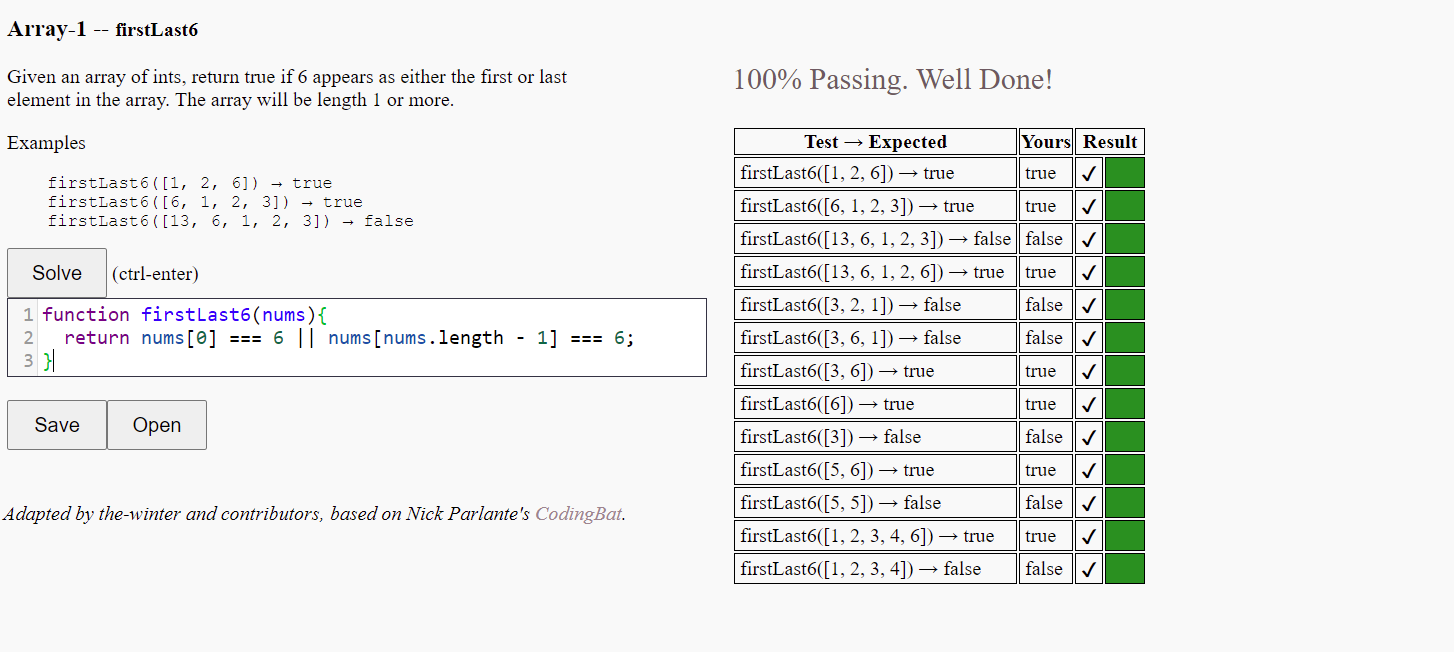 Array-1 -- firstLast6
Given an array of ints, return true if 6 appears as either the first or last
element in the array. The array will be length 1 or more.
Examples
firstLast6([1, 2, 6]) → true
firstLast6([6, 1, 2, 3]) → true
firstLast6([13, 6, 1, 2, 3]) → false
Solve (ctrl-enter)
1 function firstLast6(nums){
2   return nums[0] === 6 || nums[nums.length - 1] === 6;
3 }
Save Open
Adapted by the-winter and contributors, based on Nick Parlante's CodingBat.
100% Passing. Well Done!
Test → Expected Yours Result
firstLast6([1, 2, 6]) → true true ✓
firstLast6([6, 1, 2, 3]) → true true ✓
firstLast6([13, 6, 1, 2, 3]) → false false ✓
firstLast6([13, 6, 1, 2, 6]) → true true ✓
firstLast6([3, 2, 1]) → false false ✓
firstLast6([3, 6, 1]) → false false ✓
firstLast6([3, 6]) → true true ✓
firstLast6([6]) → true true ✓
firstLast6([3]) → false false ✓
firstLast6([5, 6]) → true true ✓
firstLast6([5, 5]) → false false ✓
firstLast6([1, 2, 3, 4, 6]) → true true ✓
firstLast6([1, 2, 3, 4]) → false false ✓